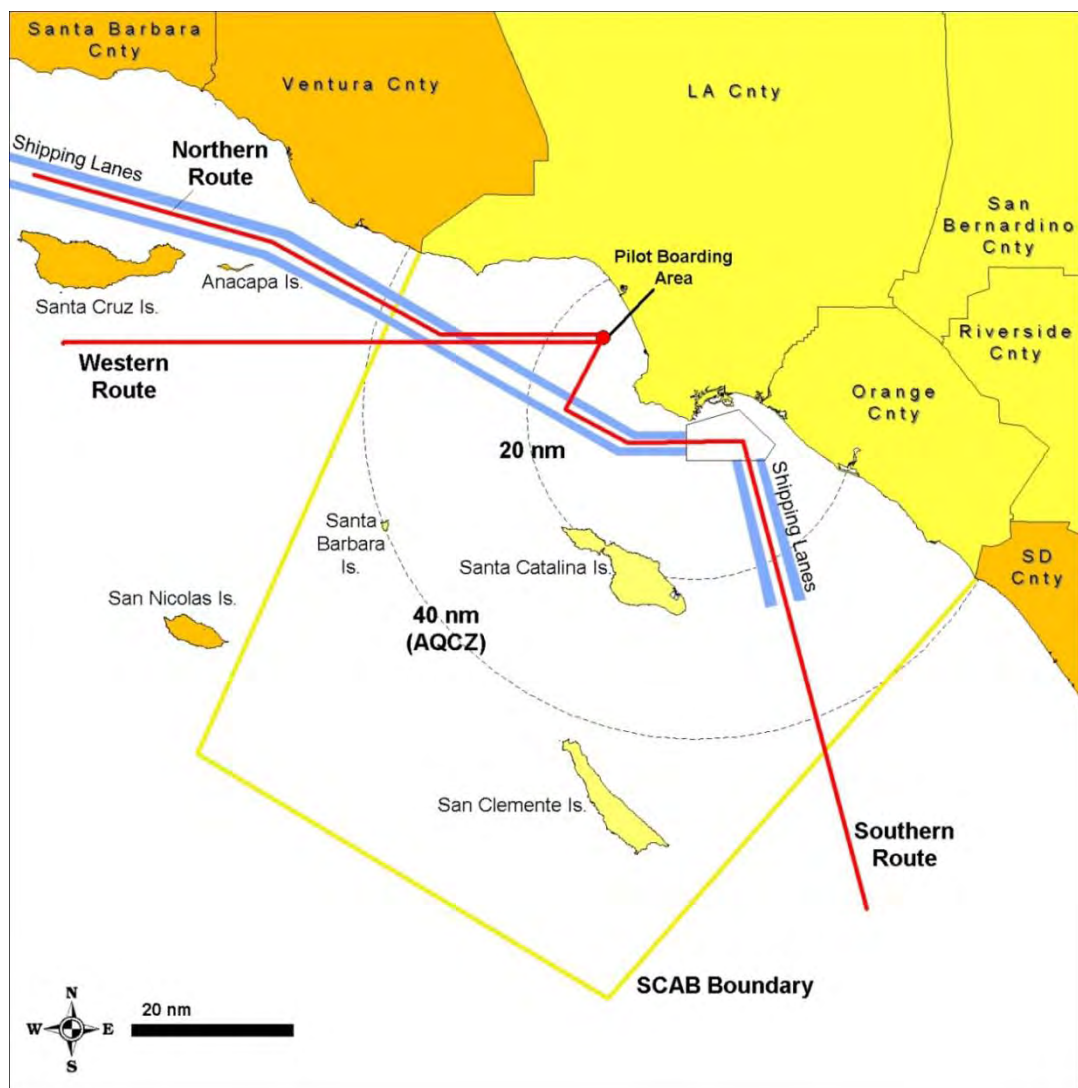 Santa Barbara
Cnty
Ventura Cnty
LA Cnty
Shipping Lanes
Northern
Route
San
Bernardino
Cnty
Pilot Boarding
Area
Anacapa Is.
Santa Cruz Is.
Riverside
Cnty
Western
Route
Orange
Cnty
20 nm
Shipping Lanes
Santa
Barbara
Is.
Santa Catalina Is.
SD
Cnty
San Nicolas Is.
40 nm
(AQCZ)
San Clemente Is.
Southern
Route
SCAB Boundary
N
W
E
S
20 nm